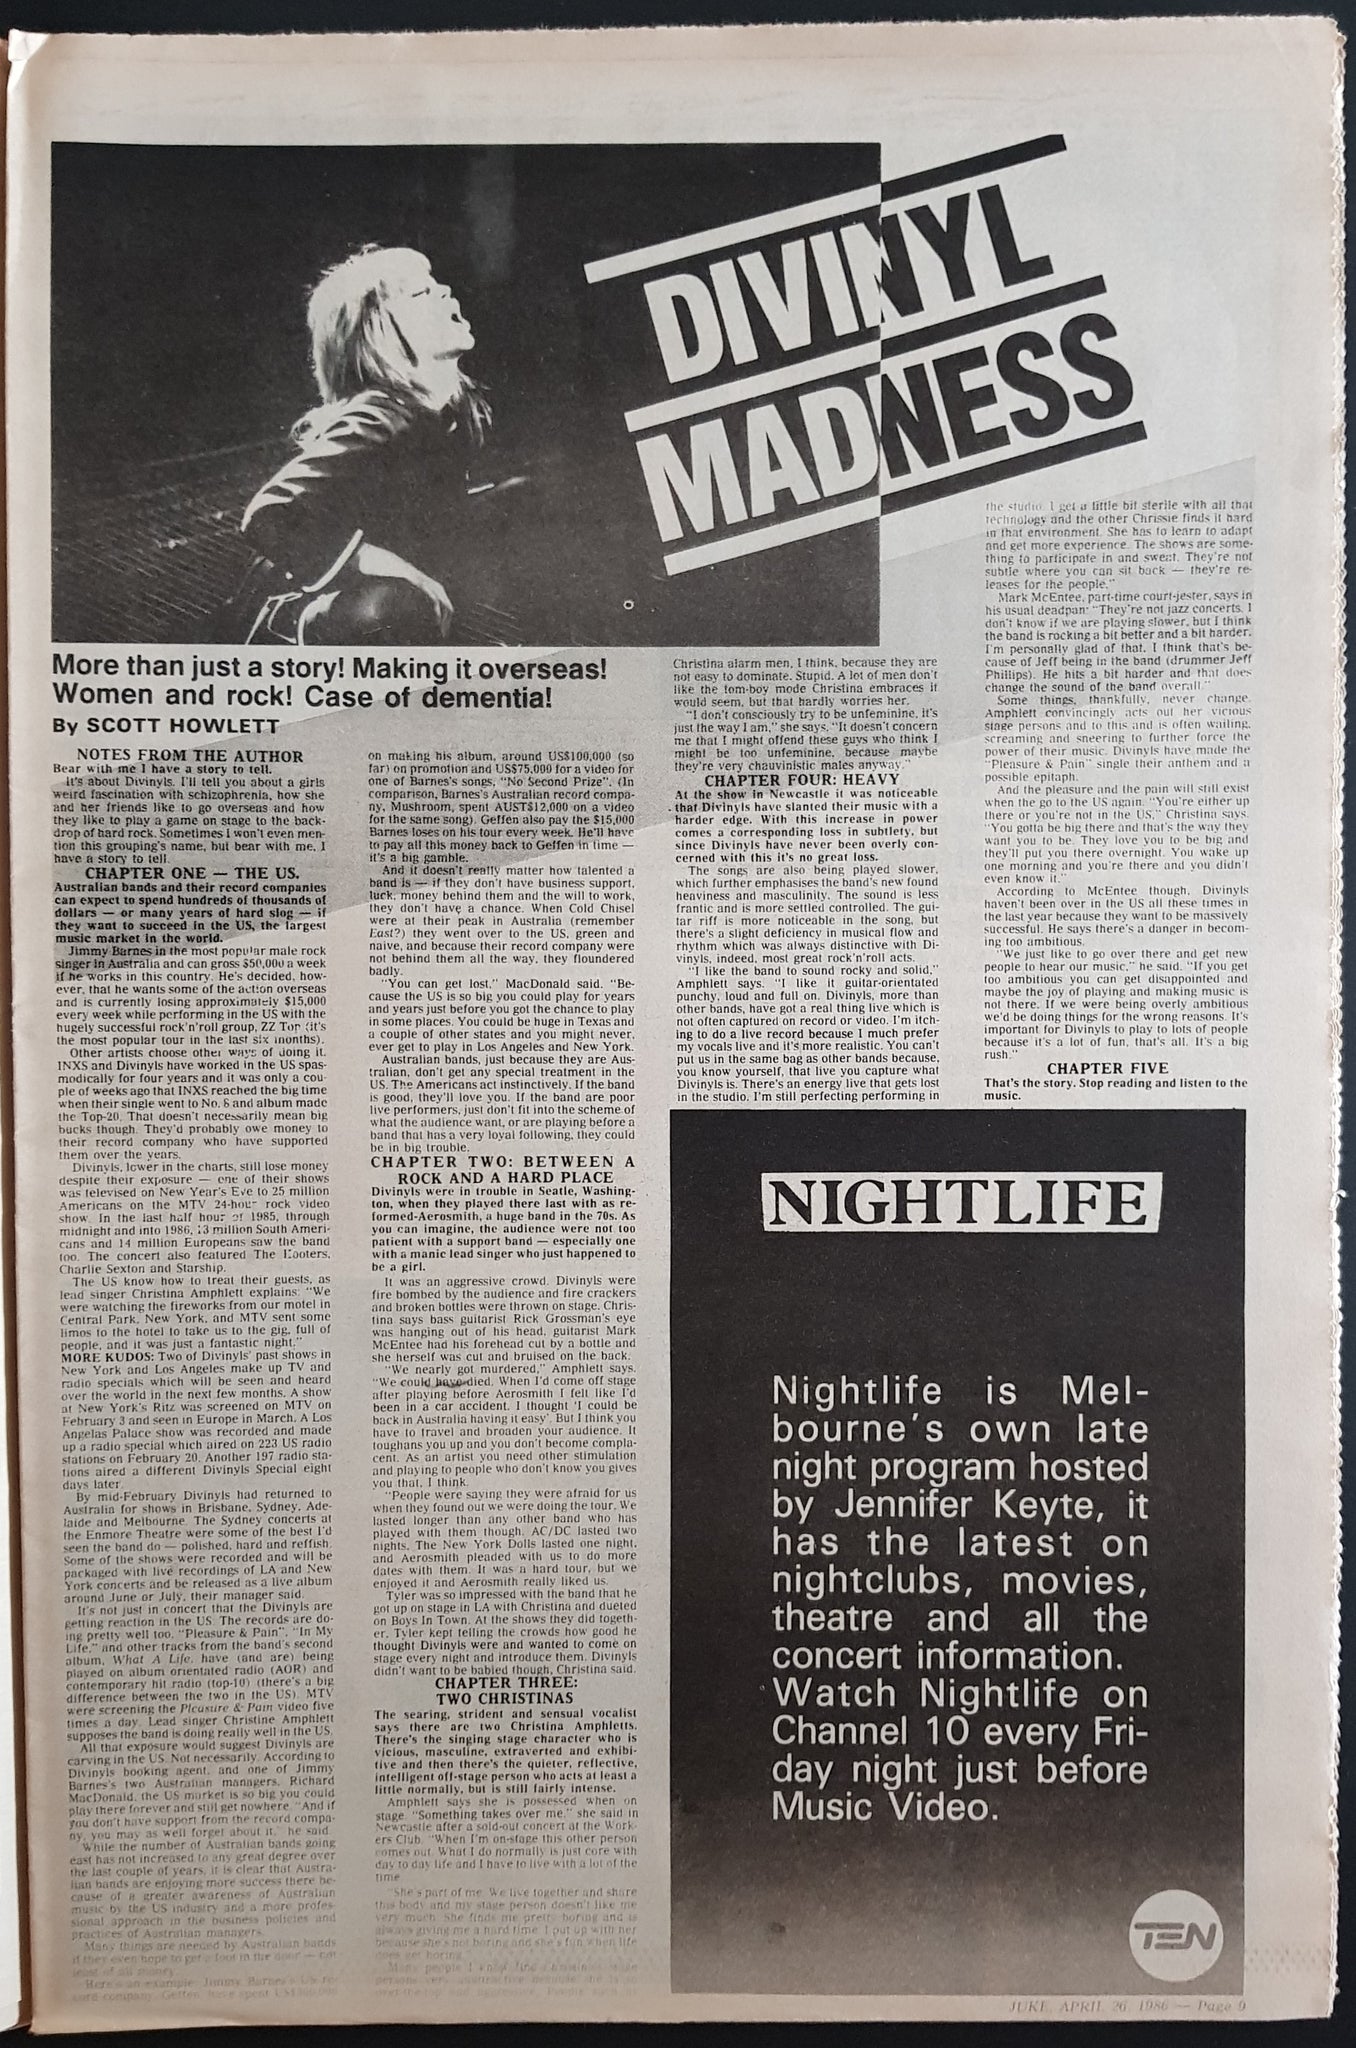 DIVINYL
MADNESS
More than just a story! Making it overseas!
Women and rock! Case of dementia!
By SCOTT HOWLETT
NOTES FROM THE AUTHOR
Bear with me I have a story to tell.
It's about Divinyls. I'll tell you about a girls
weird fascination with schizophrenia, how she
and her friends like to go overseas and how
they like to play a game on stage to the back-
drop of hard rock. Sometimes I won't even men-
tion this grouping's name, but bear with me, I
have a story to tell.
CHAPTER ONE — THE US.
Australian bands and their record companies
can expect to spend hundreds of thousands of
dollars — or many years of hard slog — if
they want to succeed in the US, the largest
music market in the world.
Jimmy Barnes in the most popular male rock
singer in Australia and can gross $50,000 a week
if he works in this country. He's decided, how-
ever, that he wants some of the action overseas
and is currently losing approximately $15,000
every week while performing in the US with the
hugely successful rock'n'roll group, ZZ Top (it's
the most popular tour in the last six months).
Other artists choose other ways of doing it.
INXS and Divinyls have worked in the US spas-
modically for four years and it was only a cou-
ple of weeks ago that INXS reached the big time
when their single went to No. 8 and album made
the Top-20. That doesn't necessarily mean big
bucks though. They'd probably owe money to
their record company who have supported
them over the years.
Divinyls, lower in the charts, still lose money
despite their exposure — one of their shows
was televised on New Year's Eve to 25 million
Americans on the MTV 24-hour rock video
show. In the last half hour of 1985, through
midnight and into 1986, 13 million South Ameri-
cans and 14 million Europeans saw the band
too. The concert also featured The Hooters,
Charlie Sexton and Starship.
The US know how to treat their guests, as
lead singer Christina Amphlett explains: "We
were watching the fireworks from our motel in
Central Park, New York, and MTV sent some
limos to the hotel to take us to the gig, full of
people, and it was just a fantastic night."
MORE KUDOS: Two of Divinyls' past shows in
New York and Los Angeles make up TV and
radio specials which will be seen and heard
over the world in the next few months. A show
at New York's Ritz was screened on MTV on
February 3 and seen in Europe in March. A Los
Angelas Palace show was recorded and made
up a radio special which aired on 223 US radio
stations on February 20. Another 197 radio sta-
tions aired a different Divinyls Special eight
days later.
By mid-February Divinyls had returned to
Australia for shows in Brisbane, Sydney, Ade-
laide and Melbourne. The Sydney concerts at
the Enmore Theatre were some of the best I'd
seen the band do — polished, hard and reffish.
Some of the shows were recorded and will be
packaged with live recordings of LA and New
York concerts and be released as a live album
around June or July, their manager said.
It's not just in concert that the Divinyls are
getting reaction in the US. The records are do-
ing pretty well too. "Pleasure & Pain", "In My
Life," and other tracks from the band's second
album, What A Life, have (and are) being
played on album orientated radio (AOR) and
contemporary hit radio (top-10) (there's a big
difference between the two in the US). MTV
were screening the Pleasure & Pain video five
times a day. Lead singer Christine Amphlett
supposes the band is doing really well in the US.
All that exposure would suggest Divinyls are
carving in the US. Not necessarily. According to
Divinyls booking agent, and one of Jimmy
Barnes's two Australian managers, Richard
MacDonald, the US market is so big you could
play there forever and still get nowhere. "And if
you don't have support from the record compa-
ny, you may as well forget about it," he said.
While the number of Australian bands going
east has not increased to any great degree over
the last couple of years, it is clear that Austra-
lian bands are enjoying more success there be-
cause of a greater awareness of Australian
music by the US industry and a more profes-
sional approach in the business policies and
practices of Australian managers.
Many things are needed by Australian bands
if they even hope to get a foot in the door — not
least of all money.
Here's an example: Jimmy Barnes's US re-
cord company, Geffen, have spent US$300,000
on making his album, around US$100,000 (so
far) on promotion and US$75,000 for a video for
one of Barnes's songs, "No Second Prize". (In
comparison, Barnes's Australian record compa-
ny, Mushroom, spent AUST$12,000 on a video
for the same song). Geffen also pay the $15,000
Barnes loses on his tour every week. He'll have
to pay all this money back to Geffen in time —
it's a big gamble.
And it doesn't really matter how talented a
band is — if they don't have business support,
luck, money behind them and the will to work,
they don't have a chance. When Cold Chisel
were at their peak in Australia (remember
East?) they went over to the US, green and
naive, and because their record company were
not behind them all the way, they floundered
badly.
"You can get lost," MacDonald said. "Be-
cause the US is so big you could play for years
and years just before you got the chance to play
in some places. You could be huge in Texas and
a couple of other states and you might never,
ever get to play in Los Angeles and New York.
Australian bands, just because they are Aus-
tralian, don't get any special treatment in the
US. The Americans act instinctively. If the band
is good, they'll love you. If the band are poor
live performers, just don't fit into the scheme of
what the audience want, or are playing before a
band that has a very loyal following, they could
be in big trouble.
CHAPTER TWO: BETWEEN A
ROCK AND A HARD PLACE
Divinyls were in trouble in Seatle, Washing-
ton, when they played there last with as re-
formed-Aerosmith, a huge band in the 70s. As
you can imagine, the audience were not too
patient with a support band — especially one
with a manic lead singer who just happened to
be a girl.
It was an aggressive crowd. Divinyls were
fire bombed by the audience and fire crackers
and broken bottles were thrown on stage. Chris-
tina says bass guitarist Rick Grossman's eye
was hanging out of his head, guitarist Mark
McEntee had his forehead cut by a bottle and
she herself was cut and bruised on the back.
"We nearly got murdered," Amphlett says.
"We could have died. When I'd come off stage
after playing before Aerosmith I felt like I'd
been in a car accident. I thought 'I could be
back in Australia having it easy'. But I think you
have to travel and broaden your audience. It
toughans you up and you don't become compla-
cent. As an artist you need other stimulation
and playing to people who don't know you gives
you that, I think.
"People were saying they were afraid for us
when they found out we were doing the tour. We
lasted longer than any other band who has
played with them though. AC/DC lasted two
nights. The New York Dolls lasted one night,
and Aerosmith pleaded with us to do more
dates with them. It was a hard tour, but we
enjoyed it and Aerosmith really liked us.
Tyler was so impressed with the band that he
got up on stage in LA with Christina and dueted
on Boys In Town. At the shows they did togeth-
er, Tyler kept telling the crowds how good he
thought Divinyls were and wanted to come on
stage every night and introduce them. Divinyls
didn't want to be babied though, Christina said.
CHAPTER THREE:
TWO CHRISTINAS
The searing, strident and sensual vocalist
says there are two Christina Amphletts.
There's the singing stage character who is
vicious, masculine, extraverted and exhibi-
tive and then there's the quieter, reflective,
intelligent off-stage person who acts at least a
little normally, but is still fairly intense.
Amphlett says she is possessed when on
stage. "Something takes over me," she said in
Newcastle after a sold-out concert at the Work-
ers Club. "When I'm on-stage this other person
comes out. What I do normally is just core with
day to day life and I have to live with a lot of the
time.
"She's part of me. We live together and share
this body and my stage person doesn't like me
very much. She finds me pretty boring and is
always giving me a hard time. I put up with her
because she's not boring and she's fun when life
does get boring.
Many people I know find
Christina alarm men, I think, because they are
not easy to dominate. Stupid. A lot of men don't
like the tom-boy mode Christina embraces it
would seem, but that hardly worries her.
"I don't consciously try to be unfeminine, it's
just the way I am," she says. "It doesn't concern
me that I might offend these guys who think I
might be too unfeminine, because maybe
they're very chauvinistic males anyway."
CHAPTER FOUR: HEAVY
At the show in Newcastle it was noticeable
that Divinyls have slanted their music with a
harder edge. With this increase in power
comes a corresponding loss in subtlety, but
since Divinyls have never been overly con-
cerned with this it's no great loss.
The songs are also being played slower,
which further emphasises the band's new found
heaviness and masculinity. The sound is less
frantic and is more settled controlled. The gui-
tar riff is more noticeable in the song, but
there's a slight deficiency in musical flow and
rhythm which was always distinctive with Di-
vinyls, indeed, most great rock'n'roll acts.
"I like the band to sound rocky and solid,"
Amphlett says. "I like it guitar-orientated
punchy, loud and full on. Divinyls, more than
other bands, have got a real thing live which is
not often captured on record or video. I'm itch-
ing to do a live record because I much prefer
my vocals live and it's more realistic. You can't
put us in the same bag as other bands because,
you know yourself, that live you capture what
Divinyls is. There's an energy live that gets lost
in the studio. I'm still perfecting performing in
the studio. I get a little bit sterile with all that
technology and the other Chrissie finds it hard
in that environment. She has to learn to adapt
and get more experience. The shows are some-
thing to participate in and sweat. They're not
subtle where you can sit back — they're re-
leases for the people."
Mark McEntee, part-time court-jester, says in
his usual deadpan: "They're not jazz concerts. I
don't know if we are playing slower, but I think
the band is rocking a bit better and a bit harder.
I'm personally glad of that. I think that's be-
cause of Jeff being in the band (drummer Jeff
Phillips). He hits a bit harder and that does
change the sound of the band overall."
Some things, thankfully, never change.
Amphlett convincingly acts out her vicious
stage persons and to this and is often wailing,
screaming and sneering to further force the
power of their music. Divinyls have made the
"Pleasure & Pain" single their anthem and a
possible epitaph.
And the pleasure and the pain will still exist
when the go to the US again. "You're either up
there or you're not in the US," Christina says.
"You gotta be big there and that's the way they
want you to be. They love you to be big and
they'll put you there overnight. You wake up
one morning and you're there and you didn't
even know it."
According to McEntee though, Divinyls
haven't been over in the US all these times in
the last year because they want to be massively
successful. He says there's a danger in becom-
ing too ambitious.
"We just like to go over there and get new
people to hear our music," he said. "If you get
too ambitious you can get disappointed and
maybe the joy of playing and making music is
not there. If we were being overly ambitious
we'd be doing things for the wrong reasons. It's
important for Divinyls to play to lots of people
because it's a lot of fun, that's all. It's a big
rush."
CHAPTER FIVE
That's the story. Stop reading and listen to the
music.
NIGHTLIFE
Nightlife is Mel-
bourne's own late
night program hosted
by Jennifer Keyte, it
has the latest on
nightclubs, movies,
theatre and all the
concert information.
Watch Nightlife on
Channel 10 every Fri-
day night just before
Music Video.
TEN
JUKE, APRIL 26, 1986 — Page 9